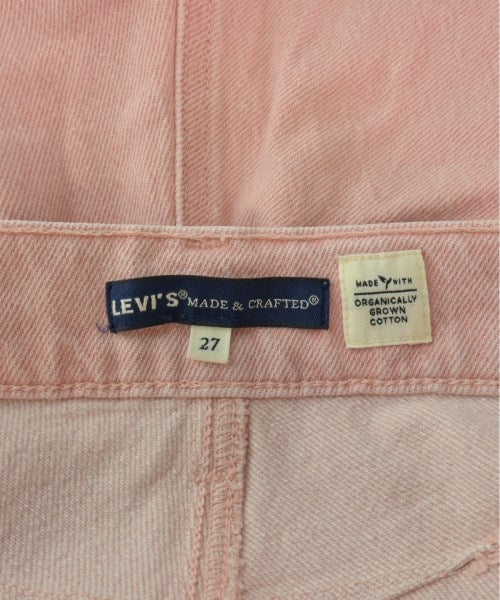 LEVI'S® MADE & CRAFTED®
27
MADE WITH
ORGANICALLY
GROWN
COTTON